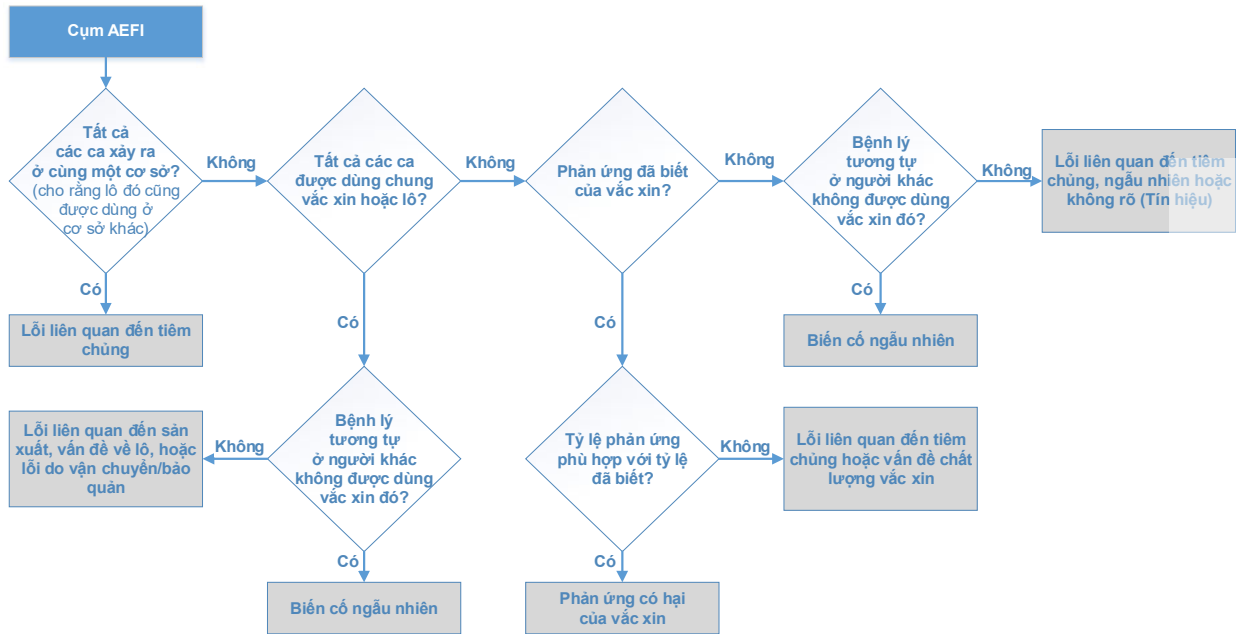 Cụm AEFI
Tất cả
các ca xảy ra
ở cùng một cơ sở?
(cho rằng lô đó cũng
được dùng ở
cơ sở khác)
Không
Tất cả các ca
được dùng chung
vắc xin hoặc lô?
Không
Phản ứng đã biết
của vắc xin?
Không
Bệnh lý
tương tự
ở người khác
không được dùng
vắc xin đó?
Không
Lỗi liên quan đến tiêm
chủng, ngẫu nhiên hoặc
không rõ (Tín hiệu)
Có
Lỗi liên quan đến tiêm
chủng
Có
Có
Có
Biến cố ngẫu nhiên
Lỗi liên quan đến sản
xuất, vấn đề về lô, hoặc
lỗi do vận chuyển/bảo
quản
Không
Bệnh lý
tương tự
ở người khác
không được dùng
vắc xin đó?
Tỷ lệ phản ứng
phù hợp với tỷ lệ
đã biết?
Không
Lỗi liên quan đến tiêm
chủng hoặc vấn đề chất
lượng vắc xin
Có
Biến cố ngẫu nhiên
Có
Phản ứng có hại
của vắc xin